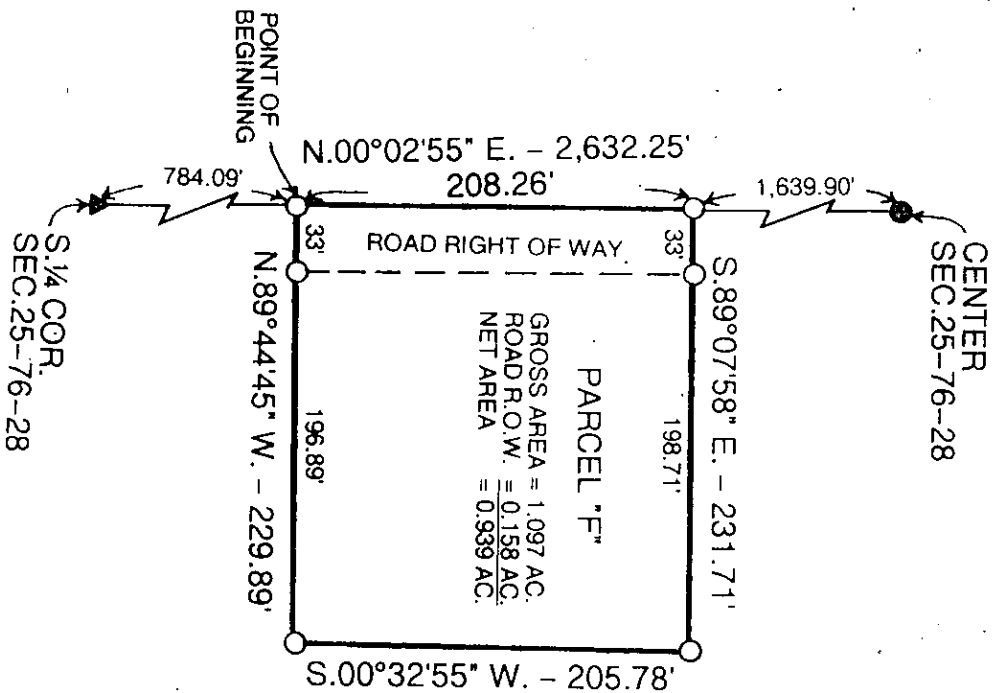 POINT OF
BEGINNING
N.00°02'55" E. – 2,632.25'
784.09'
208.26'
1,639.90'
CENTER
SEC.25–76–28
S.¼ COR.
SEC.25–76–28
33'
ROAD RIGHT OF WAY.
33'
S.89°07'58" E. – 231.71'
198.71'
N.89°44'45" W. – 229.89'
196.89'
PARCEL "F"
GROSS AREA = 1.097 AC.
ROAD R.O.W. = 0.158 AC.
NET AREA = 0.939 AC.
S.00°32'55" W. – 205.78'